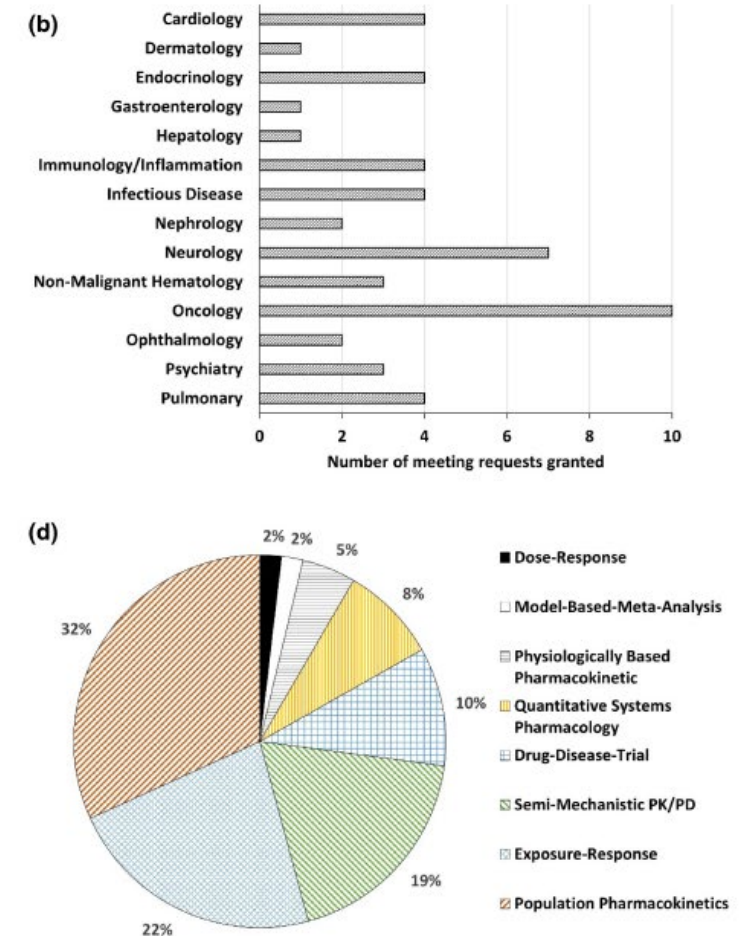 (b)
Cardiology
Dermatology
Endocrinology
Gastroenterology
Hepatology
Immunology/Inflammation
Infectious Disease
Nephrology
Neurology
Non-Malignant Hematology
Oncology
Ophthalmology
Psychiatry
Pulmonary
0 2 4 6 8 10
Number of meeting requests granted
(d)
2% 2% 5%
8%
10%
19%
22%
32%
Dose-Response
Model-Based-Meta-Analysis
Physiologically Based
Pharmacokinetic
Quantitative Systems
Pharmacology
Drug-Disease-Trial
Semi-Mechanistic PK/PD
Exposure-Response
Population Pharmacokinetics